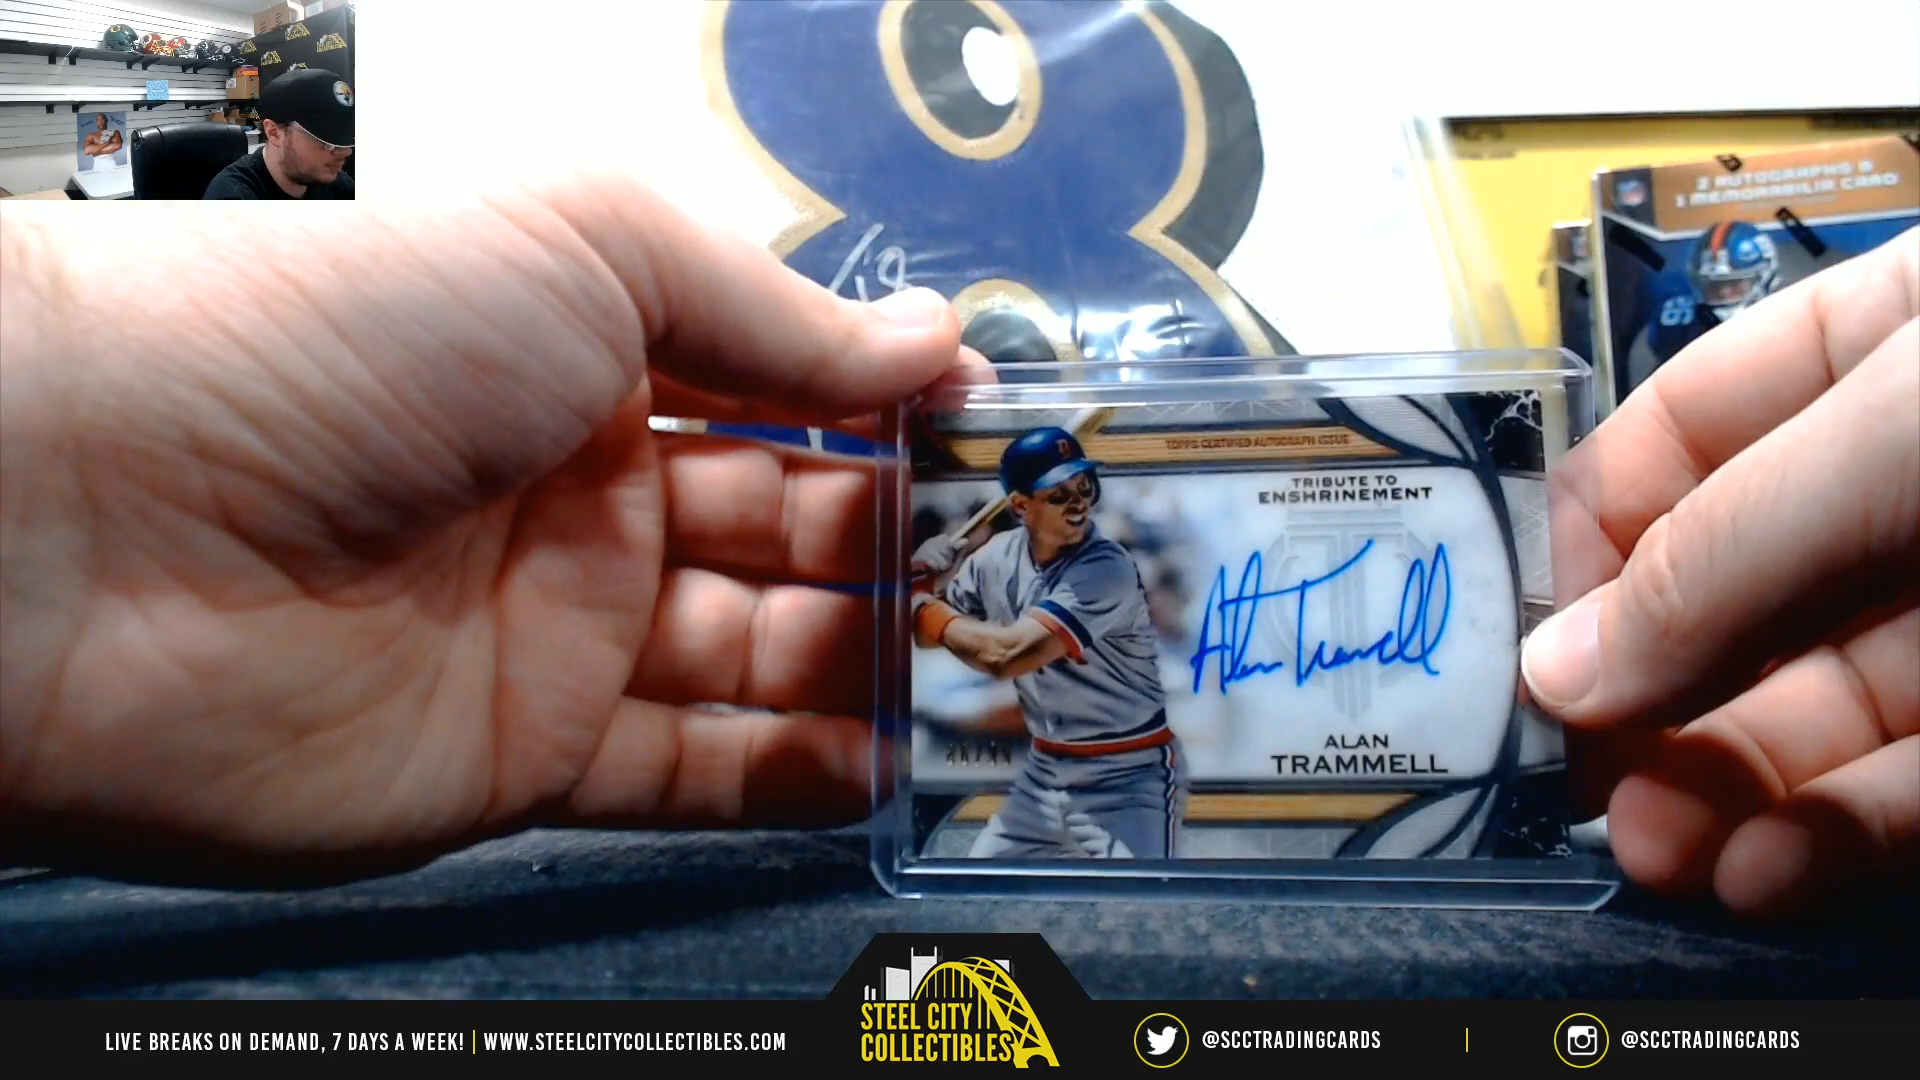 2 AUTOGRAPHS &
1 MEMORABILIA CARD
TOPPS CERTIFIED AUTOGRAPH ISSUE
TRIBUTE TO
ENSHRINEMENT
Alan Trammell
ALAN
TRAMMELL
STEEL CITY
COLLECTIBLES
LIVE BREAKS ON DEMAND, 7 DAYS A WEEK! | WWW.STEELCITYCOLLECTIBLES.COM
@SCCTRADINGCARDS
@SCCTRADINGCARDS